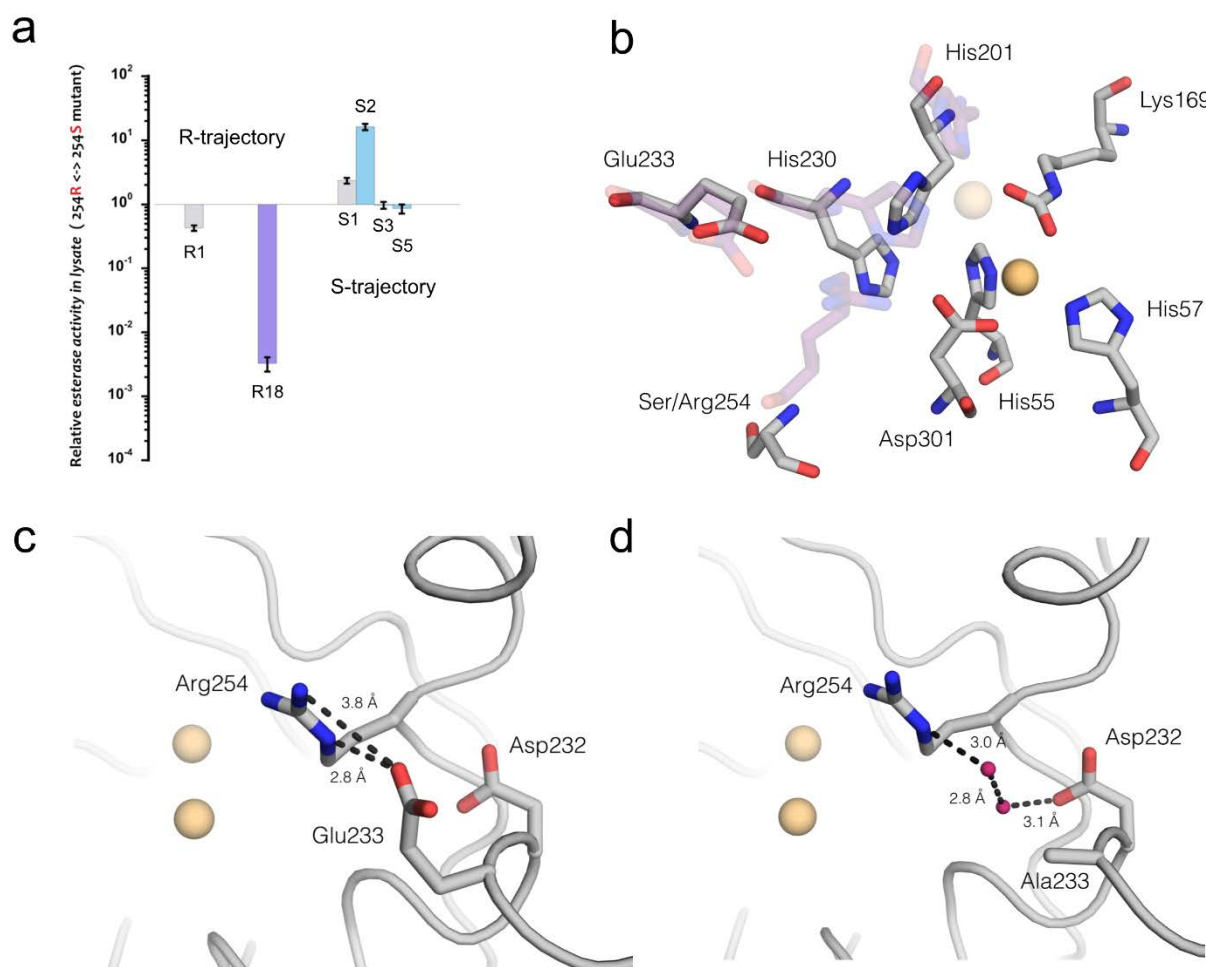 a
Relative esterase activity in lysate ( 254R <-> 254S mutant)
10²
10¹
10⁰
10⁻¹
10⁻²
10⁻³
10⁻⁴
R-trajectory
S-trajectory
R1
R18
S1
S2
S3
S5
b
His201
Lys169
Glu233
His230
His57
Ser/Arg254
His55
Asp301
c
Arg254
3.8 Å
Asp232
2.8 Å
Glu233
d
Arg254
3.0 Å
Asp232
2.8 Å
3.1 Å
Ala233